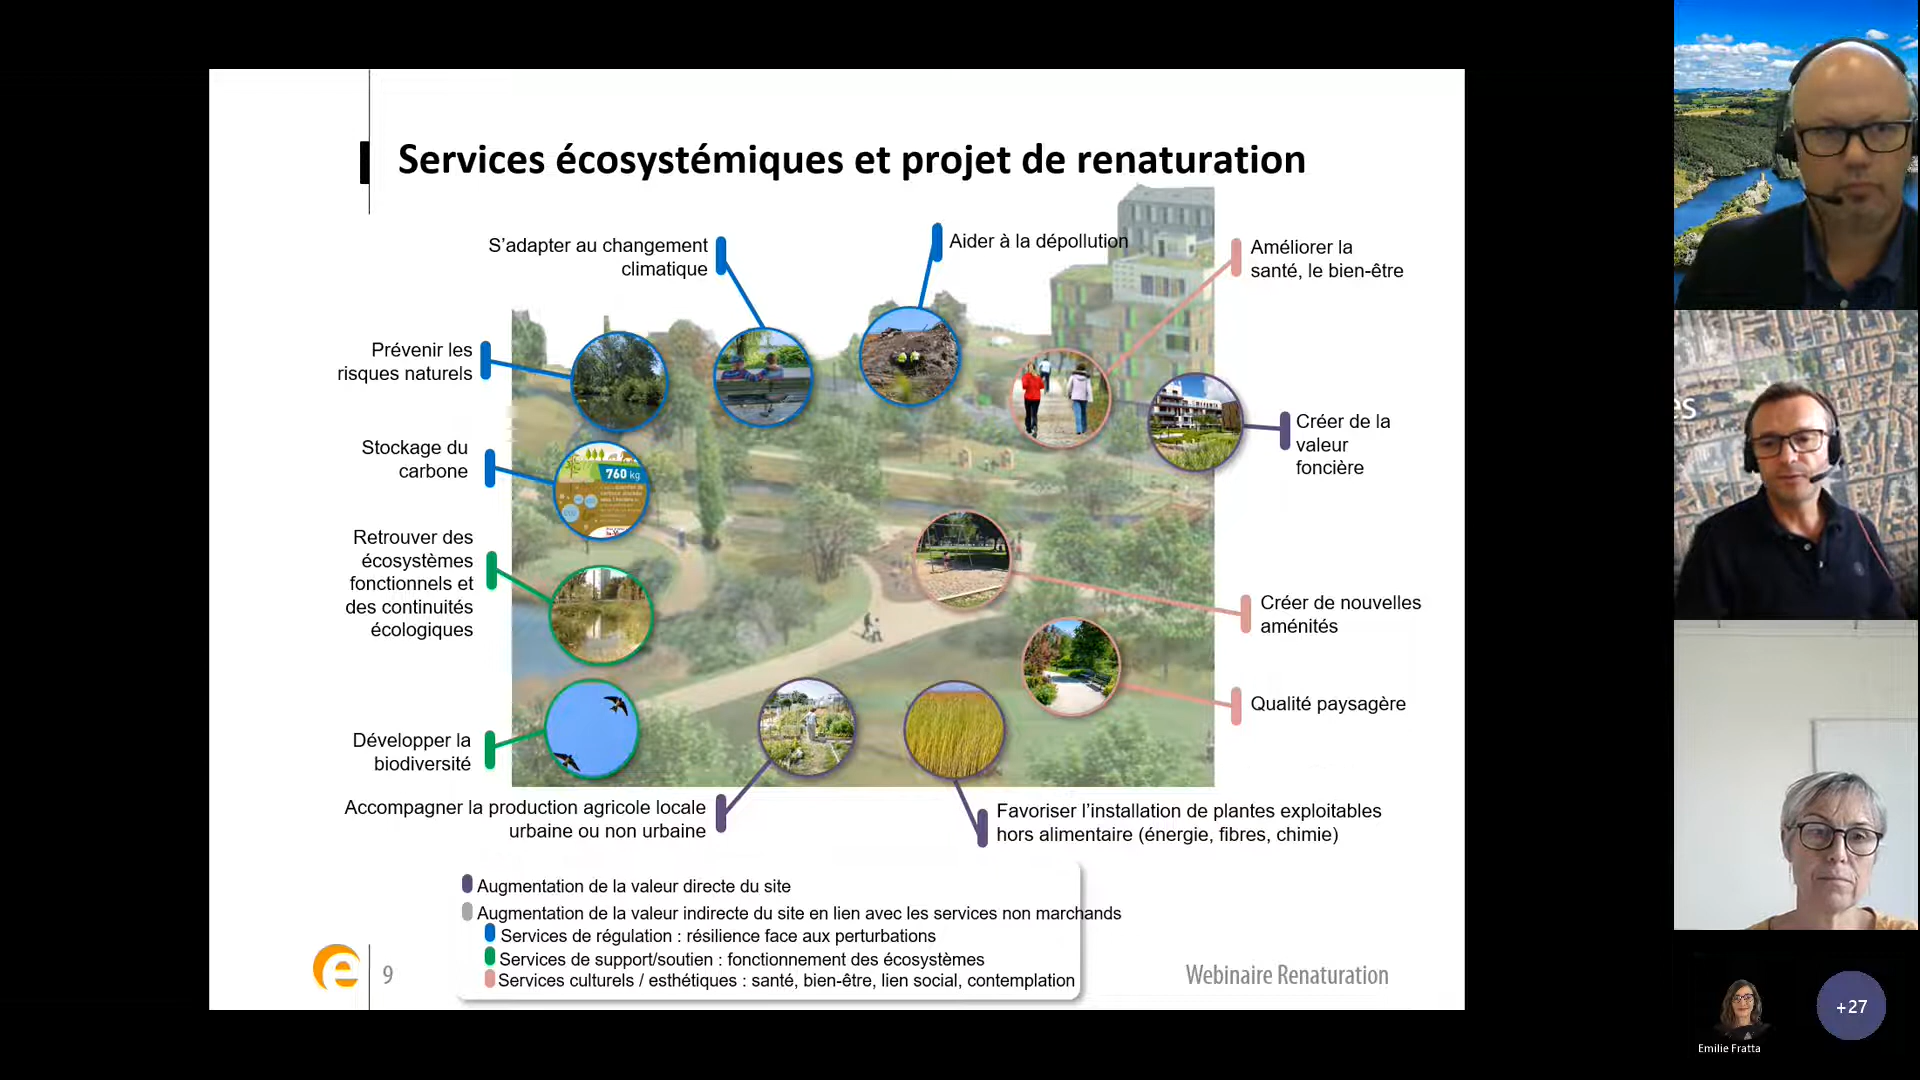 Services écosystémiques et projet de renaturation
S'adapter au changement
climatique
Aider à la dépollution
Améliorer la
santé, le bien-être
Prévenir les
risques naturels
Créer de la
valeur
foncière
Stockage du
carbone
760 kg
Retrouver des
écosystèmes
fonctionnels et
des continuités
écologiques
Créer de nouvelles
aménités
Qualité paysagère
Développer la
biodiversité
Accompagner la production agricole locale
urbaine ou non urbaine
Favoriser l'installation de plantes exploitables
hors alimentaire (énergie, fibres, chimie)
Augmentation de la valeur directe du site
Augmentation de la valeur indirecte du site en lien avec les services non marchands
Services de régulation : résilience face aux perturbations
Services de support/soutien : fonctionnement des écosystèmes
Services culturels / esthétiques : santé, bien-être, lien social, contemplation
e
9
Webinaire Renaturation
es
+27
Emilie Fratta